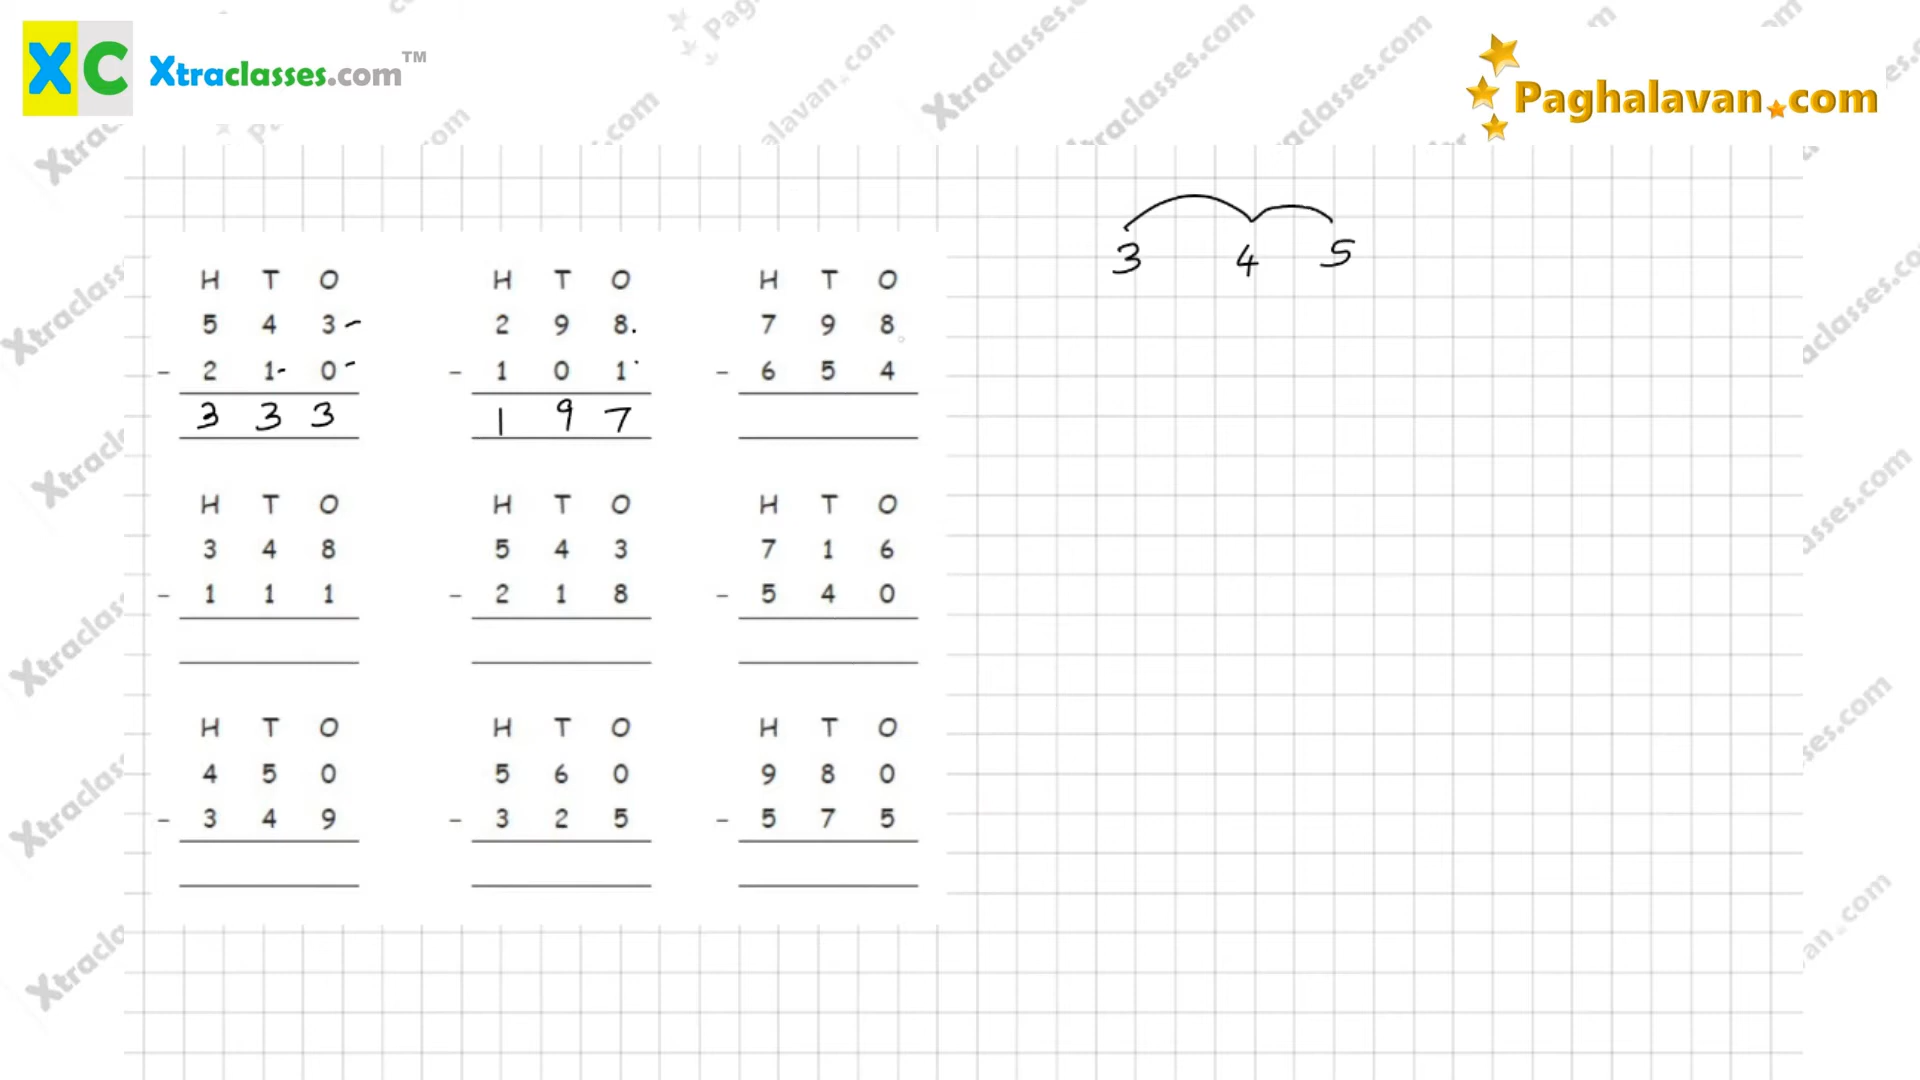 XC Xtraclasses.com™
Paghalavan.com
3 4 5
H T O H T O H T O
5 4 3 - 2 9 8 . 7 9 8
- 2 1 - 0 - - 1 0 1 . - 6 5 4
3 3 3 1 9 7
H T O H T O H T O
3 4 8 5 4 3 7 1 6
- 1 1 1 - 2 1 8 - 5 4 0
H T O H T O H T O
4 5 0 5 6 0 9 8 0
- 3 4 9 - 3 2 5 - 5 7 5